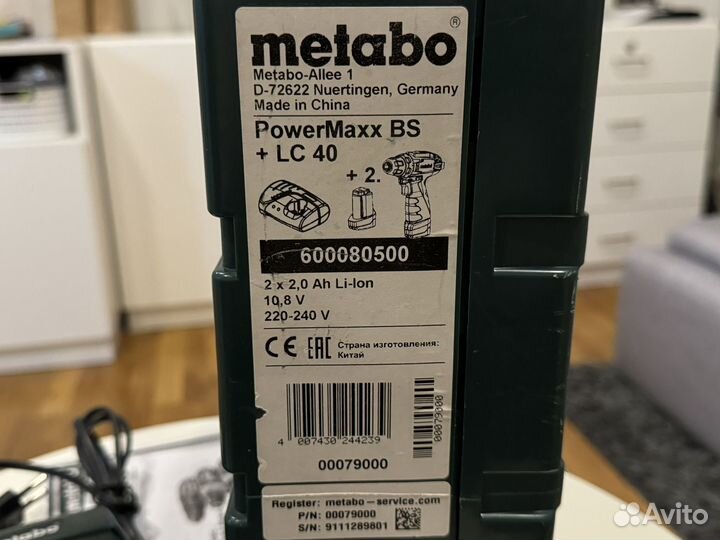 metabo®
Metabo-Allee 1
D-72622 Nuertingen, Germany
Made in China
PowerMaxx BS
+ LC 40
+ 2.
metabo
600080500
2 x 2,0 Ah Li-Ion
10,8 V
220-240 V
CE EAC Страна изготовления:
Китай
4 007430 244239
00079000
00079000
Register: metabo-service.com
P/N: 00079000
S/N: 9111289801
metabo
Avito